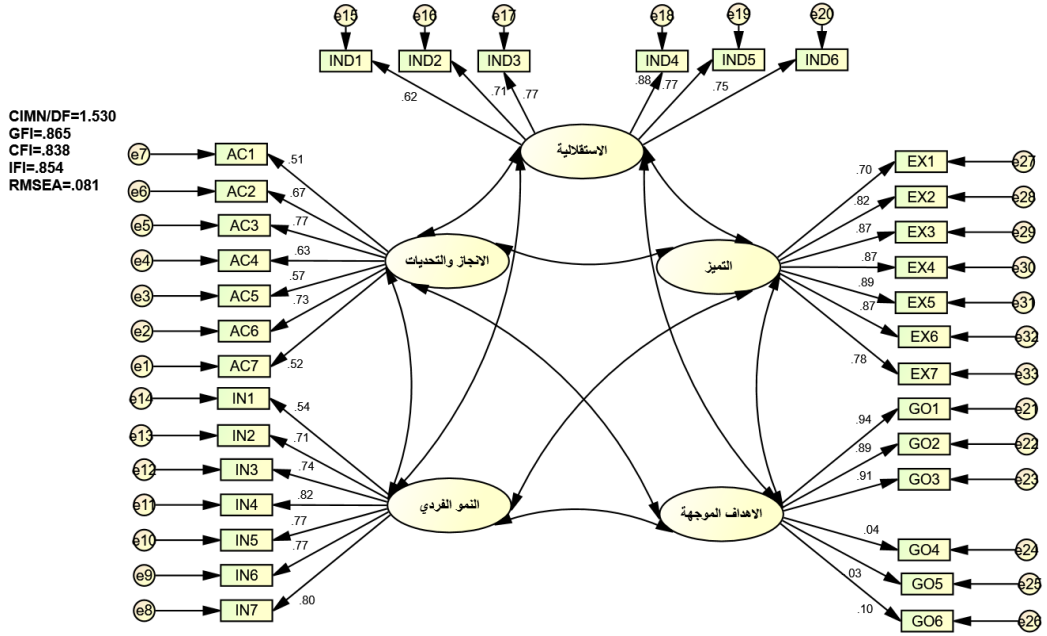 e15 e16 e17 e18 e19 e20
IND1 IND2 IND3 IND4 IND5 IND6
.62 .71 .77 .88 .77 .75
CIMN/DF=1.530
GFI=.865
CFI=.838
IFI=.854
RMSEA=.081
الاستقلالية
e7 AC1 .51
e6 AC2 .67
e5 AC3 .77
e4 AC4 .63
e3 AC5 .57
e2 AC6 .73
e1 AC7 .52
الانجاز والتحديات
التميز
.70 EX1 e27
.82 EX2 e28
.87 EX3 e29
.87 EX4 e30
.89 EX5 e31
.87 EX6 e32
.78 EX7 e33
e14 IN1 .54
e13 IN2 .71
e12 IN3 .74
e11 IN4 .82
e10 IN5 .77
e9 IN6 .77
e8 IN7 .80
النمو الفردي
الاهداف الموجهة
.94 GO1 e21
.89 GO2 e22
.91 GO3 e23
.04 GO4 e24
.03 GO5 e25
.10 GO6 e26